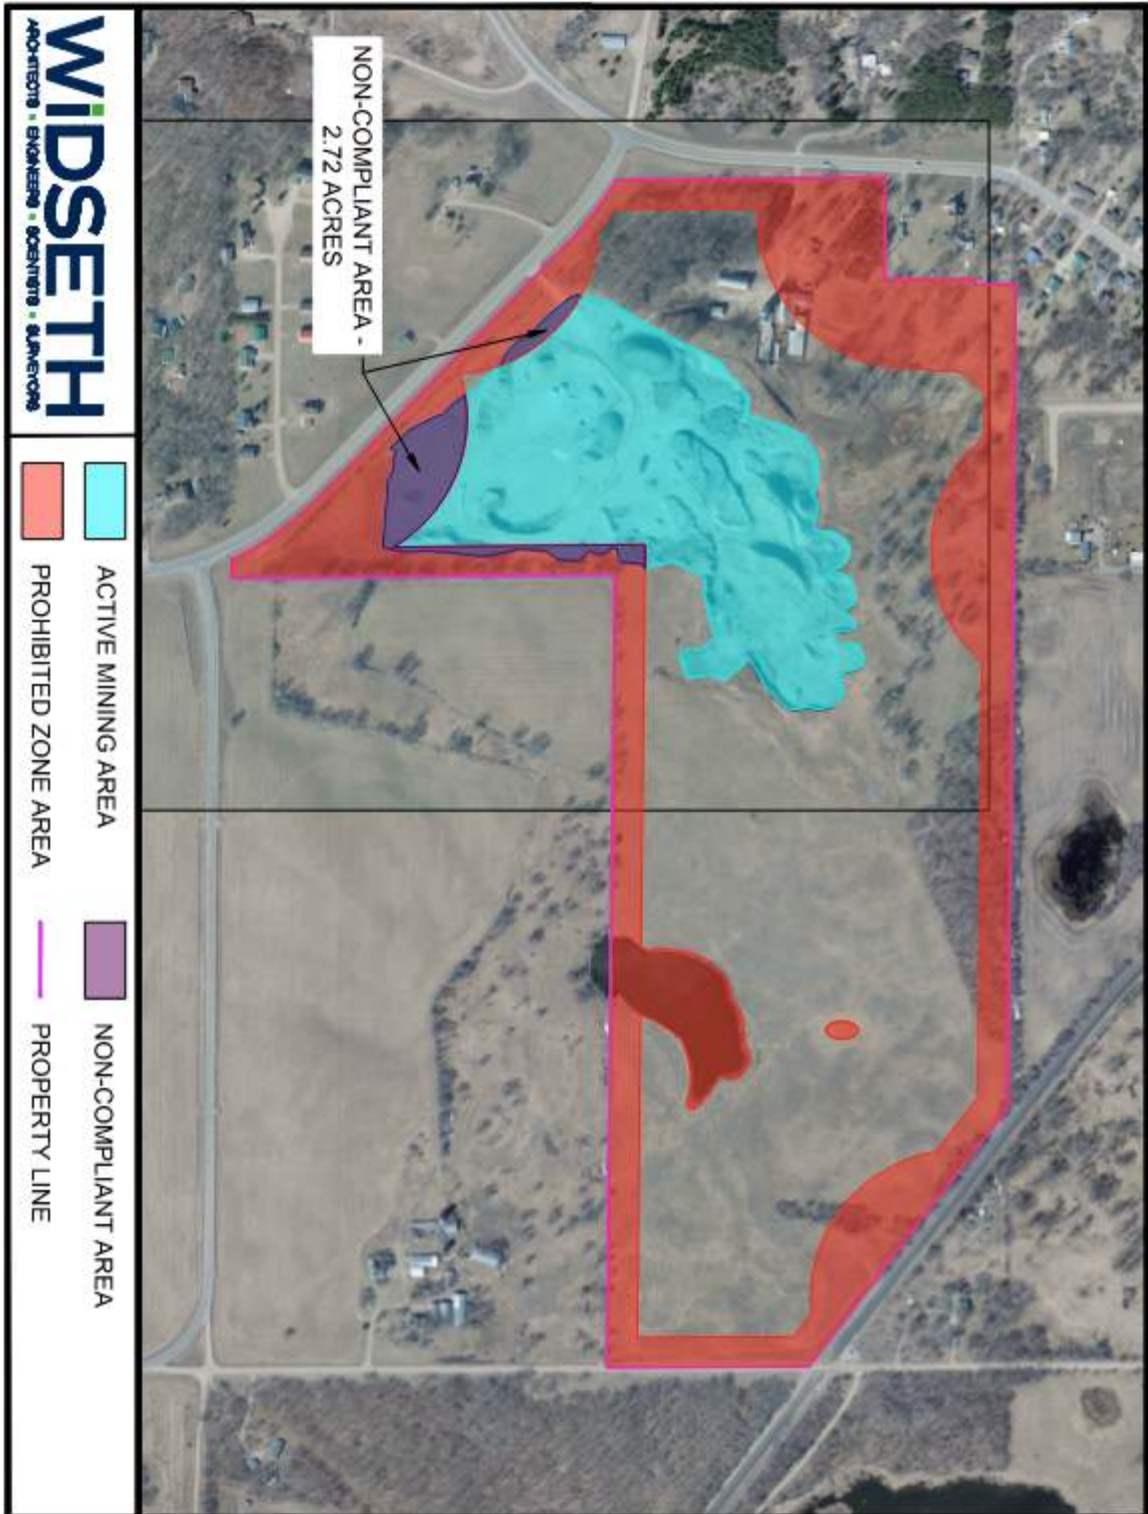 NON-COMPLIANT AREA -
2.72 ACRES
WiDSETH
ARCHITECTS ▪ ENGINEERS ▪ SCIENTISTS ▪ SURVEYORS
ACTIVE MINING AREA
NON-COMPLIANT AREA
PROHIBITED ZONE AREA
PROPERTY LINE